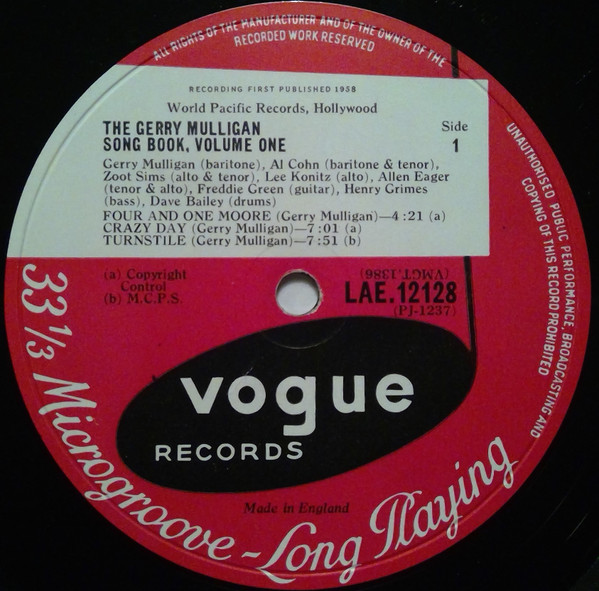 ALL RIGHTS OF THE MANUFACTURER AND OF THE OWNER OF THE
RECORDED WORK RESERVED
RECORDING FIRST PUBLISHED 1958
World Pacific Records, Hollywood
THE GERRY MULLIGAN
SONG BOOK, VOLUME ONE
Side
1
Gerry Mulligan (baritone), Al Cohn (baritone & tenor),
Zoot Sims (alto & tenor), Lee Konitz (alto), Allen Eager
(tenor & alto), Freddie Green (guitar), Henry Grimes
(bass), Dave Bailey (drums)
FOUR AND ONE MOORE (Gerry Mulligan)—4:21 (a)
CRAZY DAY (Gerry Mulligan)—7:01 (a)
TURNSTILE (Gerry Mulligan)—7:51 (b)
(a) Copyright
Control
(b) M.C.P.S.
(VMGT.1386)
LAE.12128
(PJ-1237)
UNAUTHORISED PUBLIC PERFORMANCE, BROADCASTING AND
COPYING OF THIS RECORD PROHIBITED
vogue
RECORDS
Made in England
33 1/3 Microgroove - Long Playing